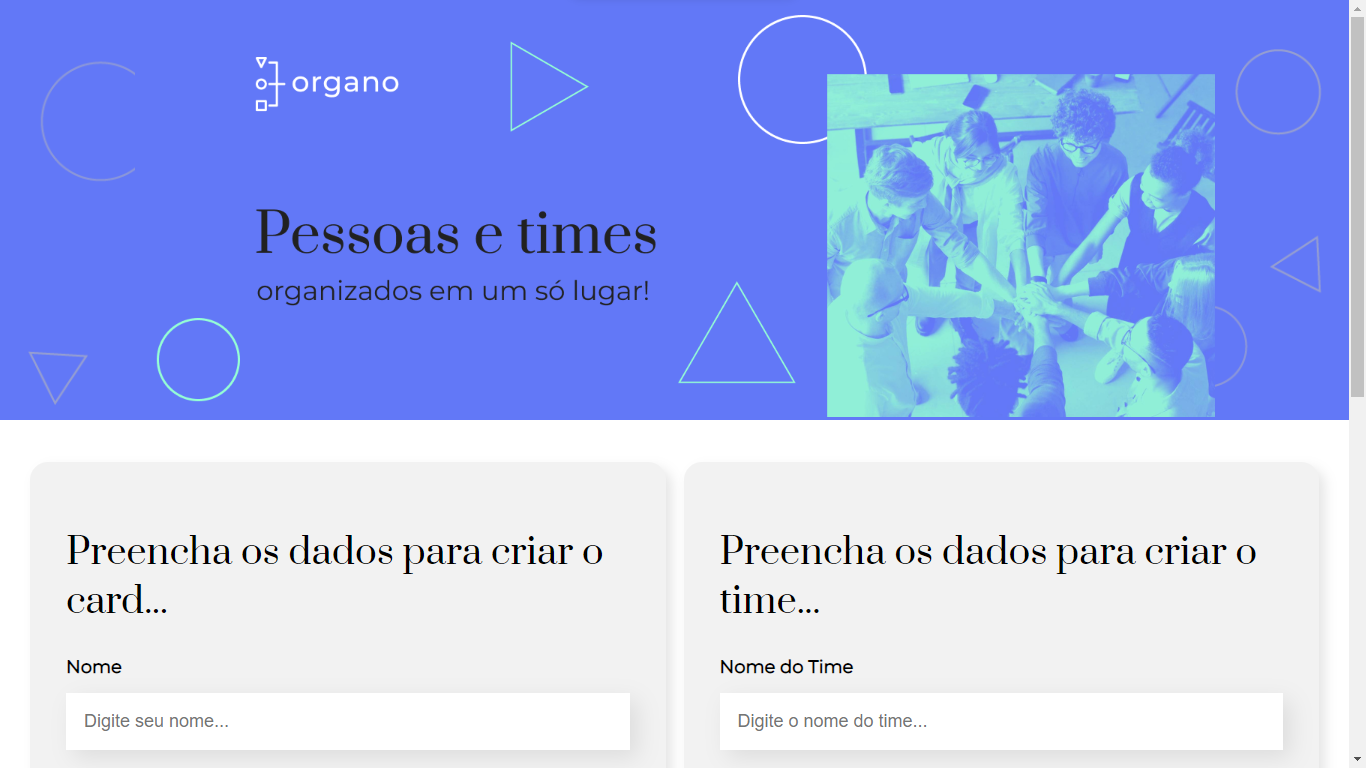 organo
Pessoas e times
organizados em um só lugar!
Preencha os dados para criar o
card...
Nome
Digite seu nome...
Preencha os dados para criar o
time...
Nome do Time
Digite o nome do time...